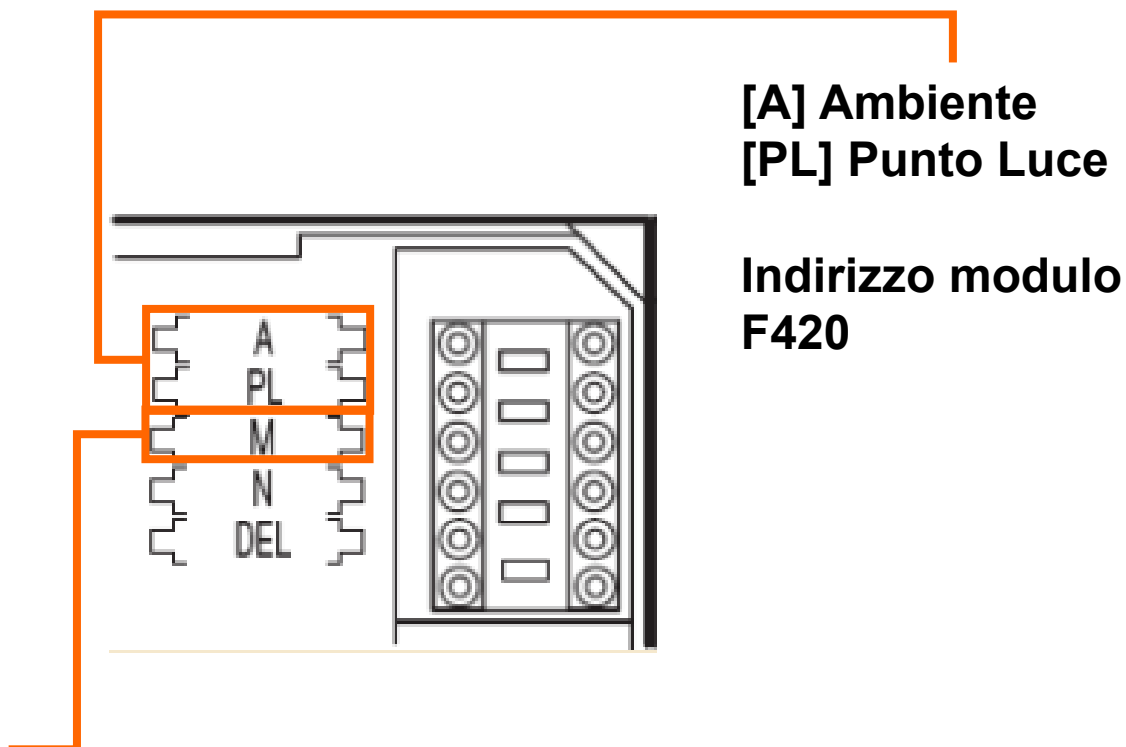 [A] Ambiente
[PL] Punto Luce
Indirizzo modulo
F420
A
PL
M
N
DEL